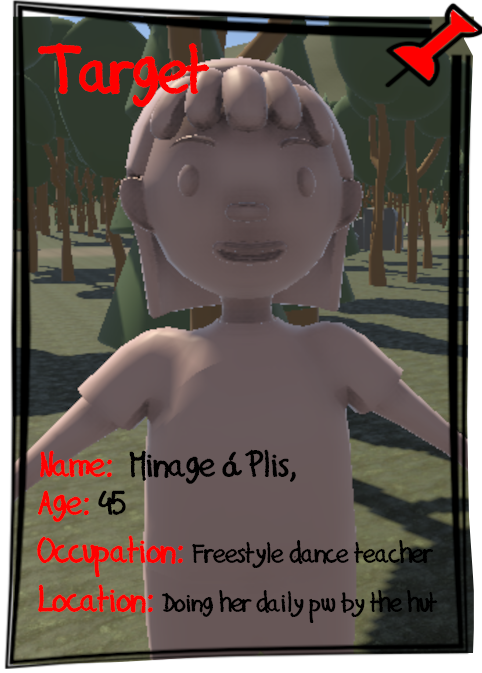 Target
Name: Minage á Plis,
Age: 45
Occupation: Freestyle dance teacher
Location: Doing her daily pw by the hut